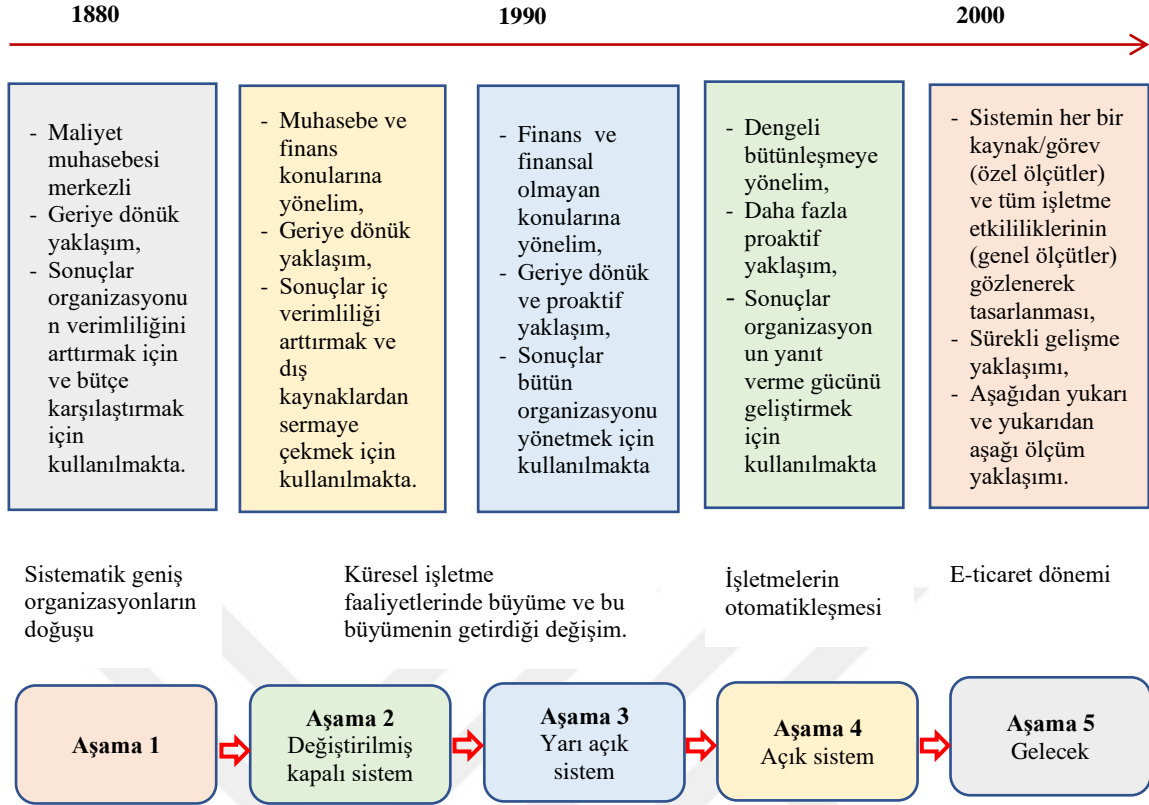 1880
1990
2000
- Maliyet
muhasebesi
merkezli
- Geriye dönük
yaklaşım,
- Sonuçlar
organizasyonu
n verimliliğini
arttırmak için
ve bütçe
karşılaştırmak
için
kullanılmakta.
- Muhasebe ve
finans
konularına
yönelim,
- Geriye dönük
yaklaşım,
- Sonuçlar iç
verimliliği
arttırmak ve
dış
kaynaklardan
sermaye
çekmek için
kullanılmakta.
- Finans ve
finansal
olmayan
konularına
yönelim,
- Geriye dönük
ve proaktif
yaklaşım,
- Sonuçlar
bütün
organizasyonu
yönetmek için
kullanılmakta
- Dengeli
bütünleşmeye
yönelim,
- Daha fazla
proaktif
yaklaşım,
- Sonuçlar
organizasyon
un yanıt
verme gücünü
geliştirmek
için
kullanılmakta
- Sistemin her bir
kaynak/görev
(özel ölçütler)
ve tüm işletme
etkililiklerinin
(genel ölçütler)
gözlenerek
tasarlanması,
- Sürekli gelişme
yaklaşımı,
- Aşağıdan yukarı
ve yukarıdan
aşağı ölçüm
yaklaşımı.
Sistematik geniş
organizasyonların
doğuşu
Küresel işletme
faaliyetlerinde büyüme ve bu
büyümenin getirdiği değişim.
İşletmelerin
otomatikleşmesi
E-ticaret dönemi
Aşama 1
Aşama 2
Değiştirilmiş
kapalı sistem
Aşama 3
Yarı açık
sistem
Aşama 4
Açık sistem
Aşama 5
Gelecek